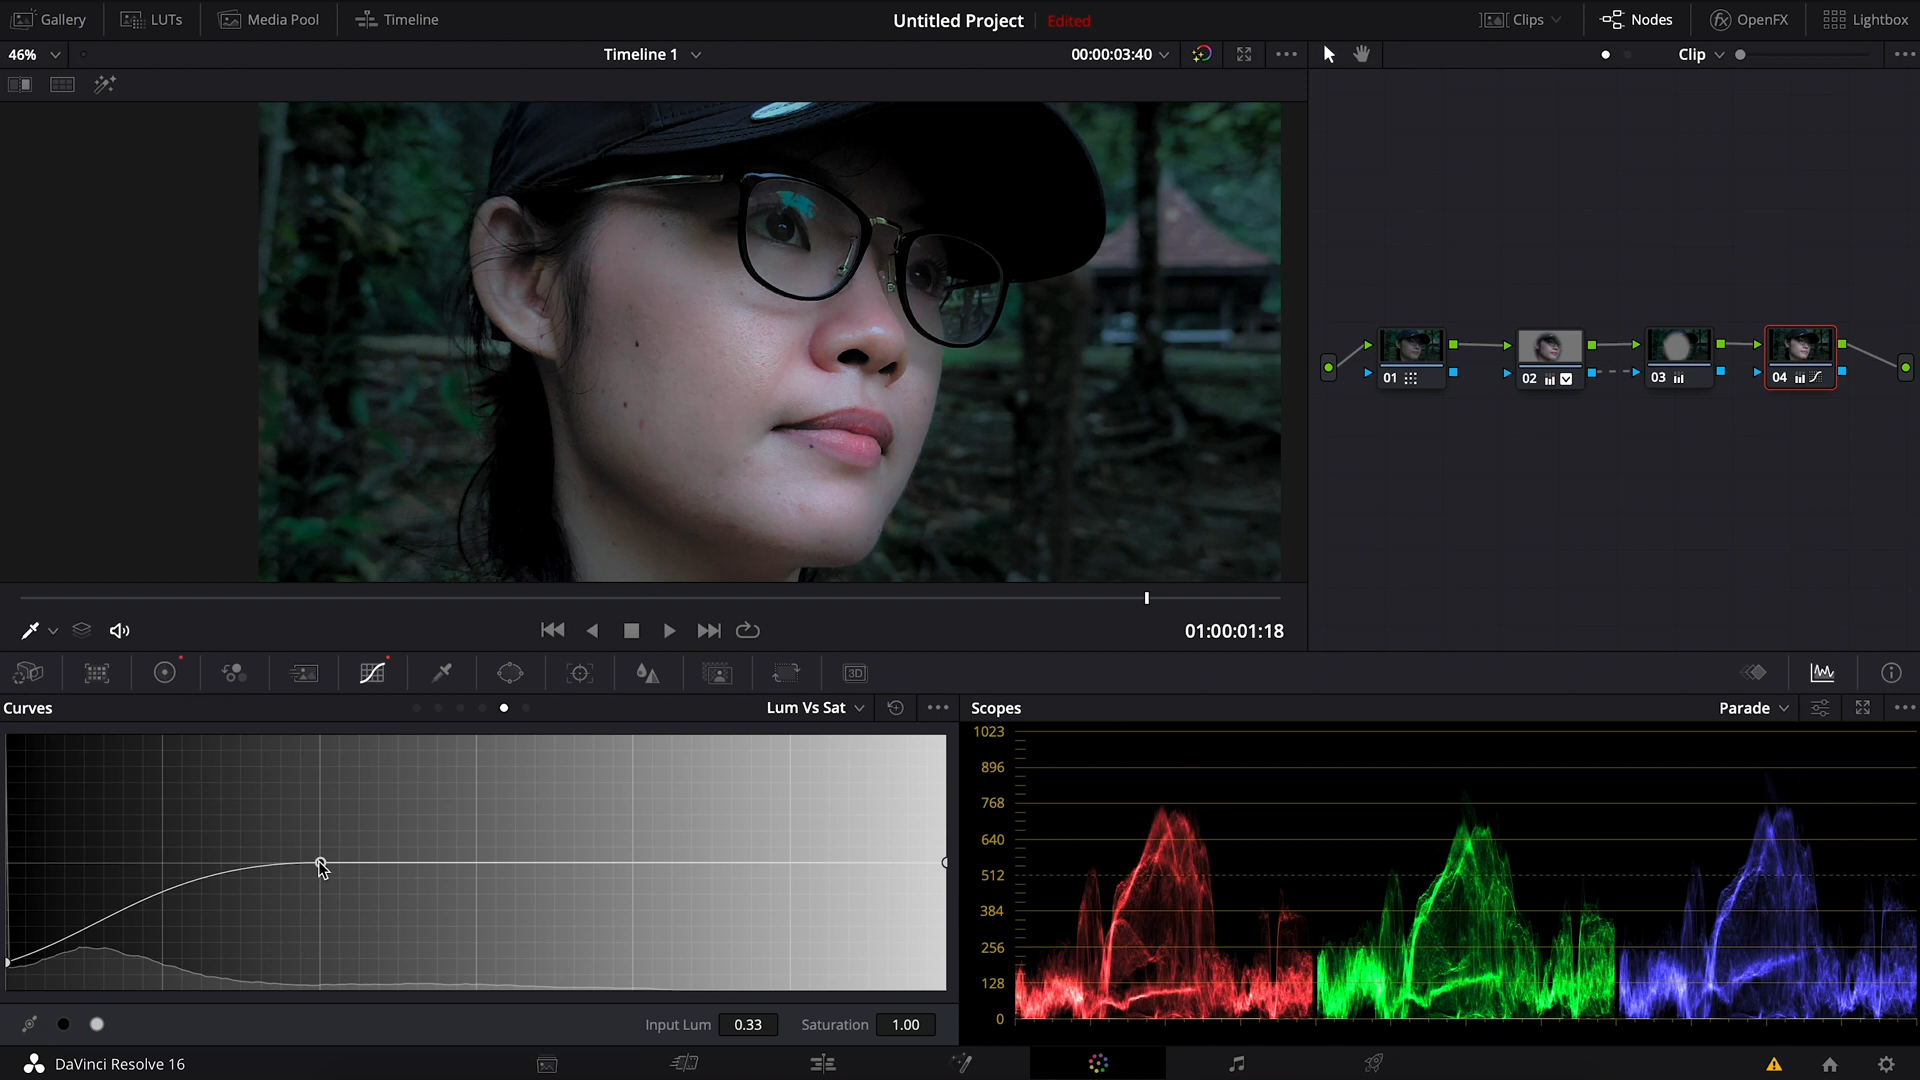 Gallery
LUTs
Media Pool
Timeline
Untitled Project
Edited
Clips
Nodes
OpenFX
Lightbox
46%
Timeline 1
00:00:03:40
Clip
01
02
03
04
01:00:01:18
3D
Curves
Lum Vs Sat
Scopes
Parade
1023
896
768
640
512
384
256
128
0
Input Lum 0.33
Saturation 1.00
DaVinci Resolve 16